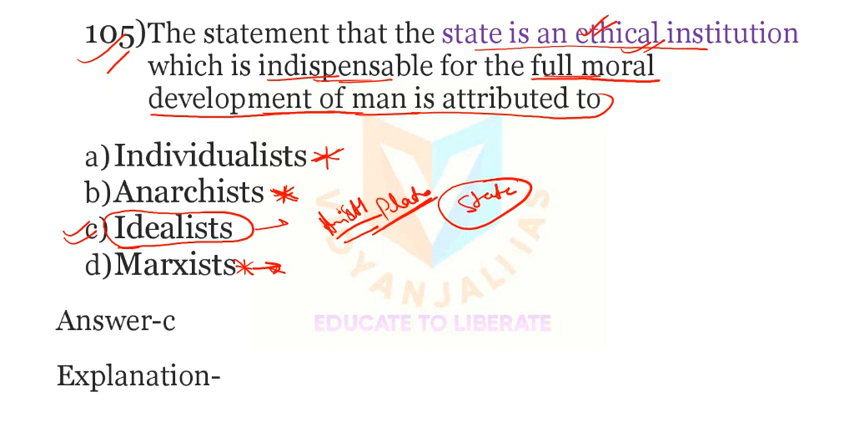 105)The statement that the state is an ethical institution
which is indispensable for the full moral
development of man is attributed to
a)Individualists
b)Anarchists
c)Idealists
d)Marxists
Plato
State
Answer-c
EDUCATE TO LIBERATE
Explanation-